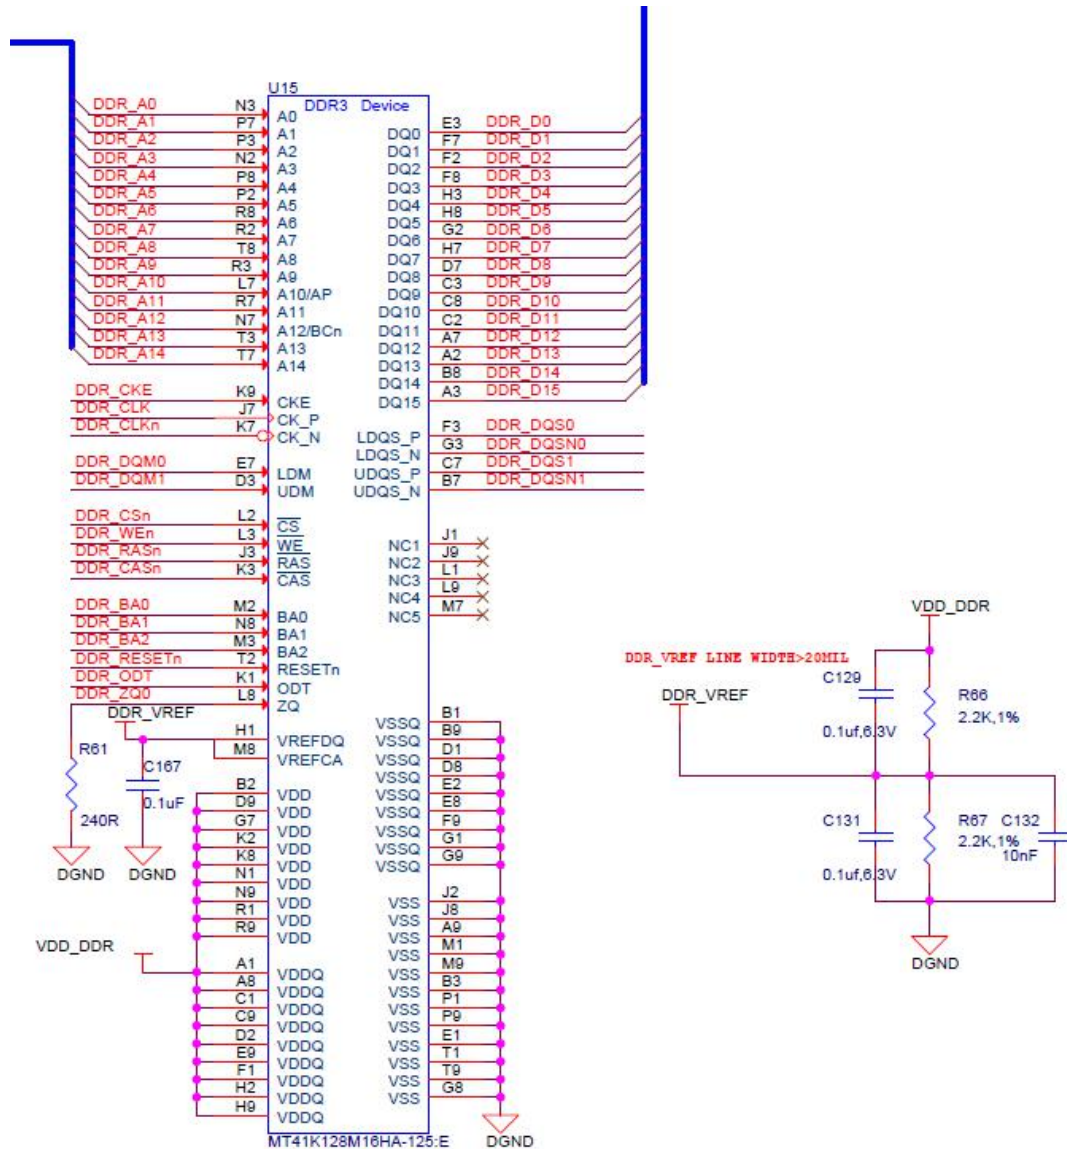 U15
DDR3 Device
DDR_A0 N3 A0
DDR_A1 P7 A1
DDR_A2 P3 A2
DDR_A3 N2 A3
DDR_A4 P8 A4
DDR_A5 P2 A5
DDR_A6 R8 A6
DDR_A7 R2 A7
DDR_A8 T8 A8
DDR_A9 R3 A9
DDR_A10 L7 A10/AP
DDR_A11 R7 A11
DDR_A12 N7 A12/BCn
DDR_A13 T3 A13
DDR_A14 T7 A14
DDR_CKE K9 CKE
DDR_CLK J7 CK_P
DDR_CLKn K7 CK_N
DDR_DQM0 E7 LDM
DDR_DQM1 D3 UDM
DDR_CSn L2 CS
DDR_WEn L3 WE
DDR_RASn J3 RAS
DDR_CASn K3 CAS
DDR_BA0 M2 BA0
DDR_BA1 N8 BA1
DDR_BA2 M3 BA2
DDR_RESETn T2 RESETn
DDR_ODT K1 ODT
DDR_ZQ0 L8 ZQ
DDR_VREF
H1 VREFDQ
M8 VREFCA
R61
240R
DGND
C167
0.1uF
DGND
B2 VDD
D9 VDD
G7 VDD
K2 VDD
K8 VDD
N1 VDD
N9 VDD
R1 VDD
R9 VDD
VDD_DDR
A1 VDDQ
A8 VDDQ
C1 VDDQ
C9 VDDQ
D2 VDDQ
E9 VDDQ
F1 VDDQ
H2 VDDQ
H9 VDDQ
MT41K128M16HA-125:E
DQ0 E3 DDR_D0
DQ1 F7 DDR_D1
DQ2 F2 DDR_D2
DQ3 F8 DDR_D3
DQ4 H3 DDR_D4
DQ5 H8 DDR_D5
DQ6 G2 DDR_D6
DQ7 H7 DDR_D7
DQ8 D7 DDR_D8
DQ9 C3 DDR_D9
DQ10 C8 DDR_D10
DQ11 C2 DDR_D11
DQ12 A7 DDR_D12
DQ13 A2 DDR_D13
DQ14 B8 DDR_D14
DQ15 A3 DDR_D15
LDQS_P F3 DDR_DQS0
LDQS_N G3 DDR_DQSN0
UDQS_P C7 DDR_DQS1
UDQS_N B7 DDR_DQSN1
NC1 J1
NC2 J9
NC3 L1
NC4 L9
NC5 M7
VSSQ B1
VSSQ B9
VSSQ D1
VSSQ D8
VSSQ E2
VSSQ E8
VSSQ F9
VSSQ G1
VSSQ G9
VSS J2
VSS J8
VSS A9
VSS M1
VSS M9
VSS B3
VSS P1
VSS P9
VSS E1
VSS T1
VSS T9
VSS G8
DGND
VDD_DDR
DDR_VREF LINE WIDTH>20MIL
DDR_VREF
C129
0.1uf,6.3V
R66
2.2K,1%
C131
0.1uf,6.3V
R67
2.2K,1%
C132
10nF
DGND